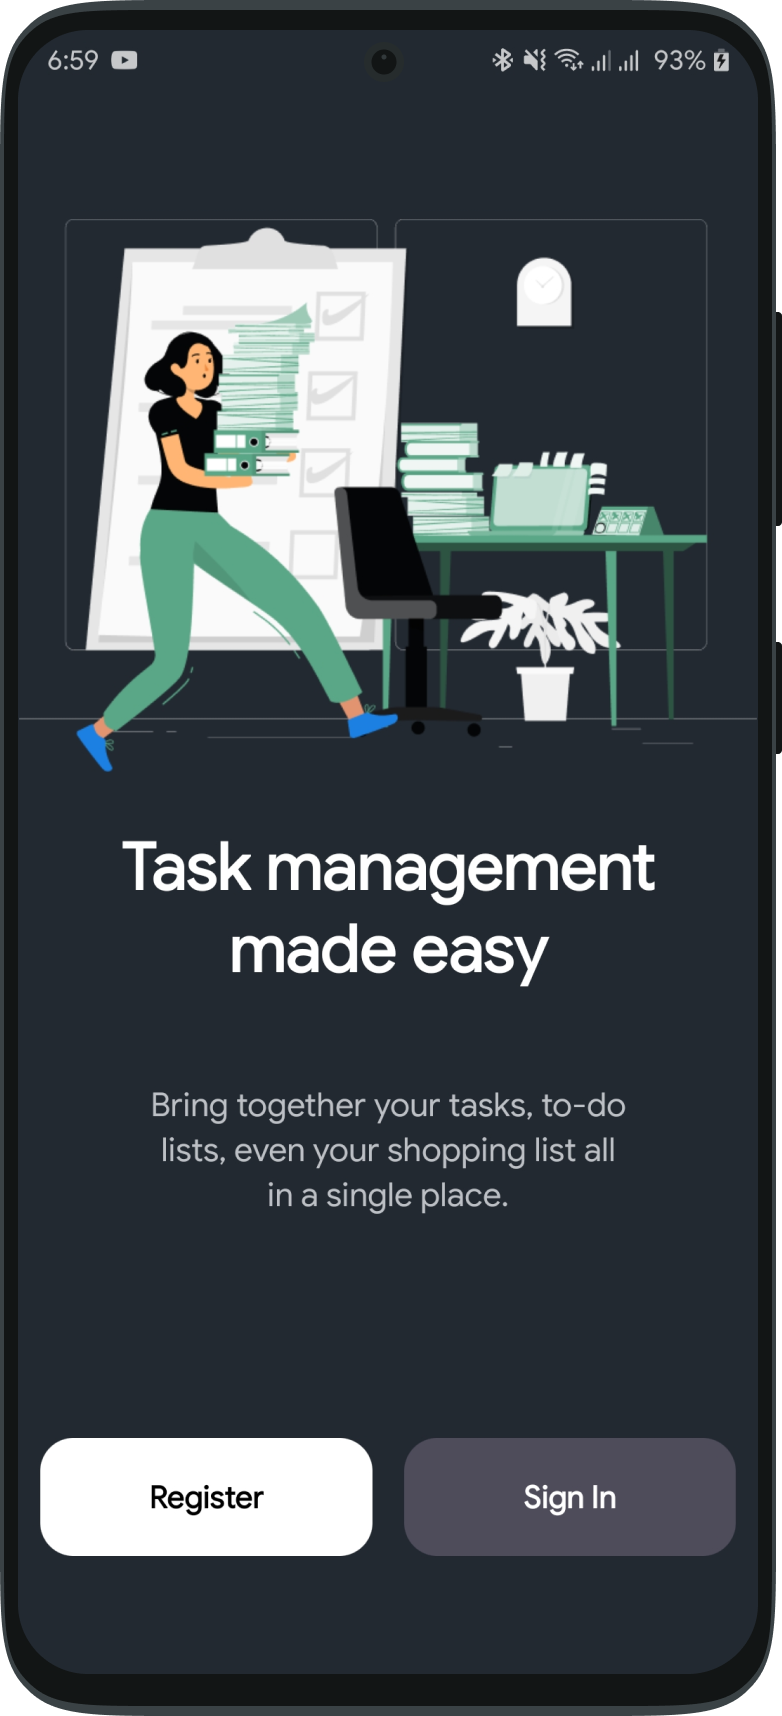 6:59
93%
Task management
made easy
Bring together your tasks, to-do
lists, even your shopping list all
in a single place.
Register
Sign In